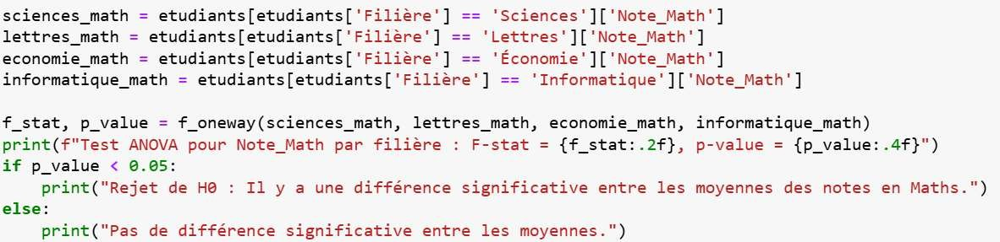 sciences_math = etudiants[etudiants['Filière'] == 'Sciences']['Note_Math']
lettres_math = etudiants[etudiants['Filière'] == 'Lettres']['Note_Math']
economie_math = etudiants[etudiants['Filière'] == 'Économie']['Note_Math']
informatique_math = etudiants[etudiants['Filière'] == 'Informatique']['Note_Math']

f_stat, p_value = f_oneway(sciences_math, lettres_math, economie_math, informatique_math)
print(f"Test ANOVA pour Note_Math par filière : F-stat = {f_stat:.2f}, p-value = {p_value:.4f}")
if p_value < 0.05:
    print("Rejet de H0 : Il y a une différence significative entre les moyennes des notes en Maths.")
else:
    print("Pas de différence significative entre les moyennes.")